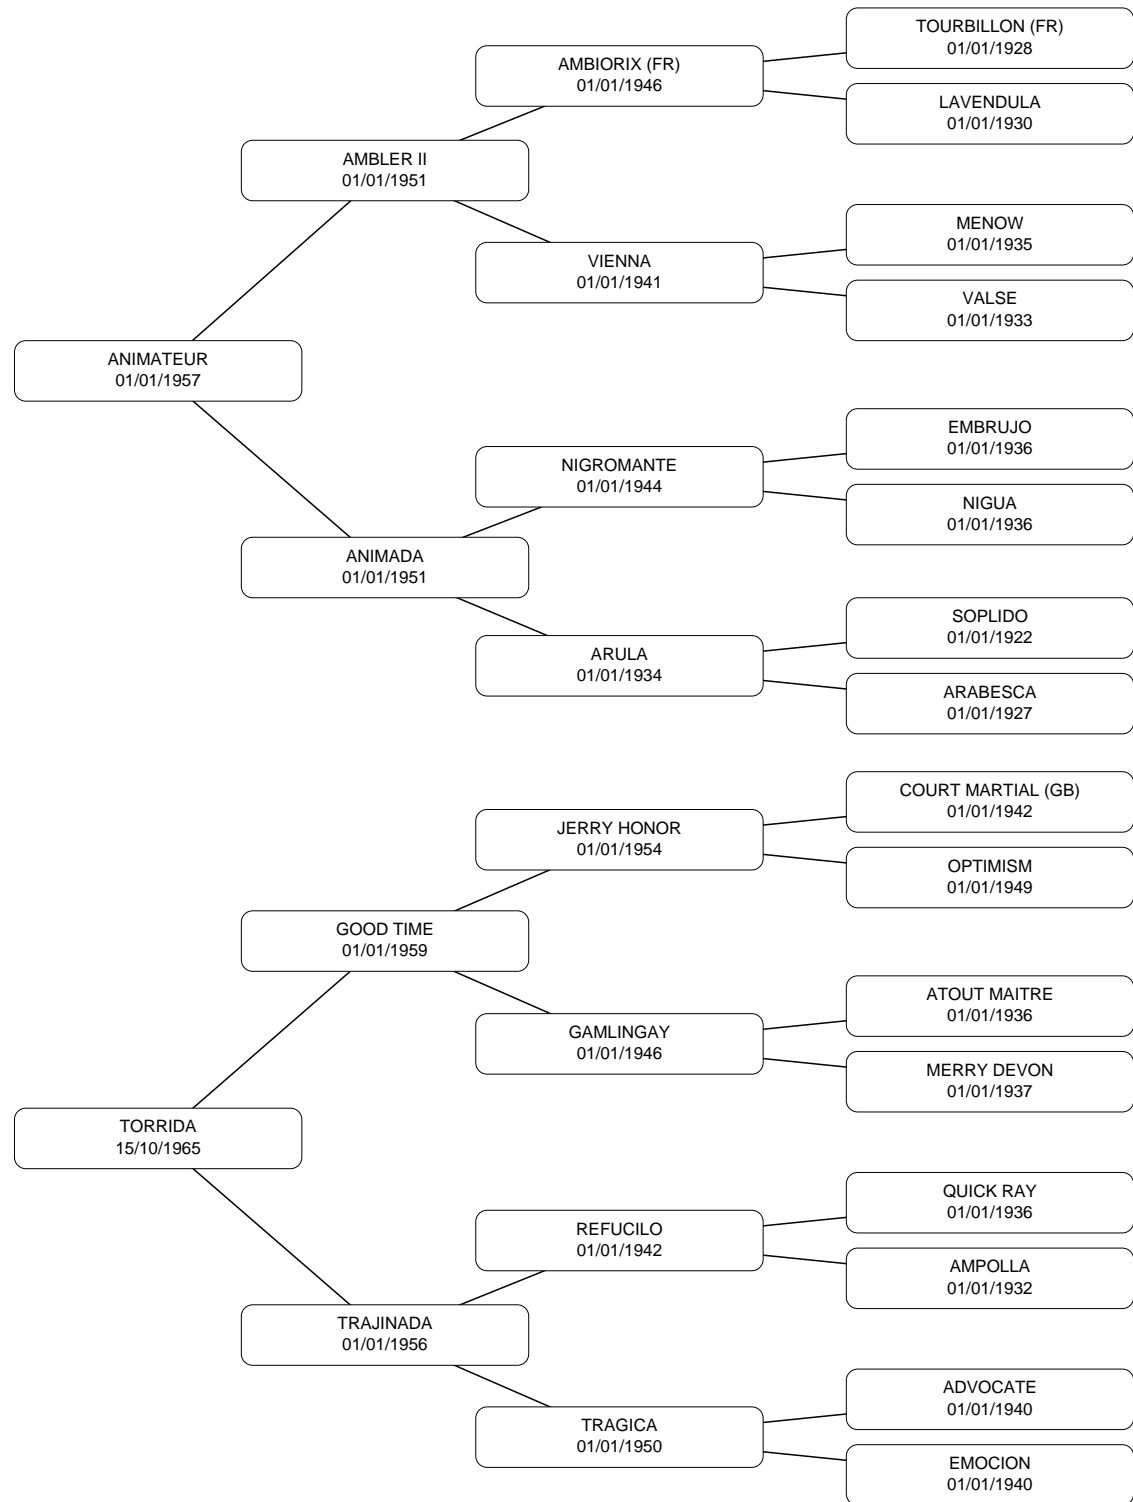 TOURBILLON (FR)
01/01/1928
AMBIORIX (FR)
01/01/1946
LAVENDULA
01/01/1930
AMBLER II
01/01/1951
MENOW
01/01/1935
VIENNA
01/01/1941
VALSE
01/01/1933
ANIMATEUR
01/01/1957
EMBRUJO
01/01/1936
NIGROMANTE
01/01/1944
NIGUA
01/01/1936
ANIMADA
01/01/1951
SOPLIDO
01/01/1922
ARULA
01/01/1934
ARABESCA
01/01/1927
COURT MARTIAL (GB)
01/01/1942
JERRY HONOR
01/01/1954
OPTIMISM
01/01/1949
GOOD TIME
01/01/1959
ATOUT MAITRE
01/01/1936
GAMLINGAY
01/01/1946
MERRY DEVON
01/01/1937
TORRIDA
15/10/1965
QUICK RAY
01/01/1936
REFUCILO
01/01/1942
AMPOLLA
01/01/1932
TRAJINADA
01/01/1956
ADVOCATE
01/01/1940
TRAGICA
01/01/1950
EMOCION
01/01/1940